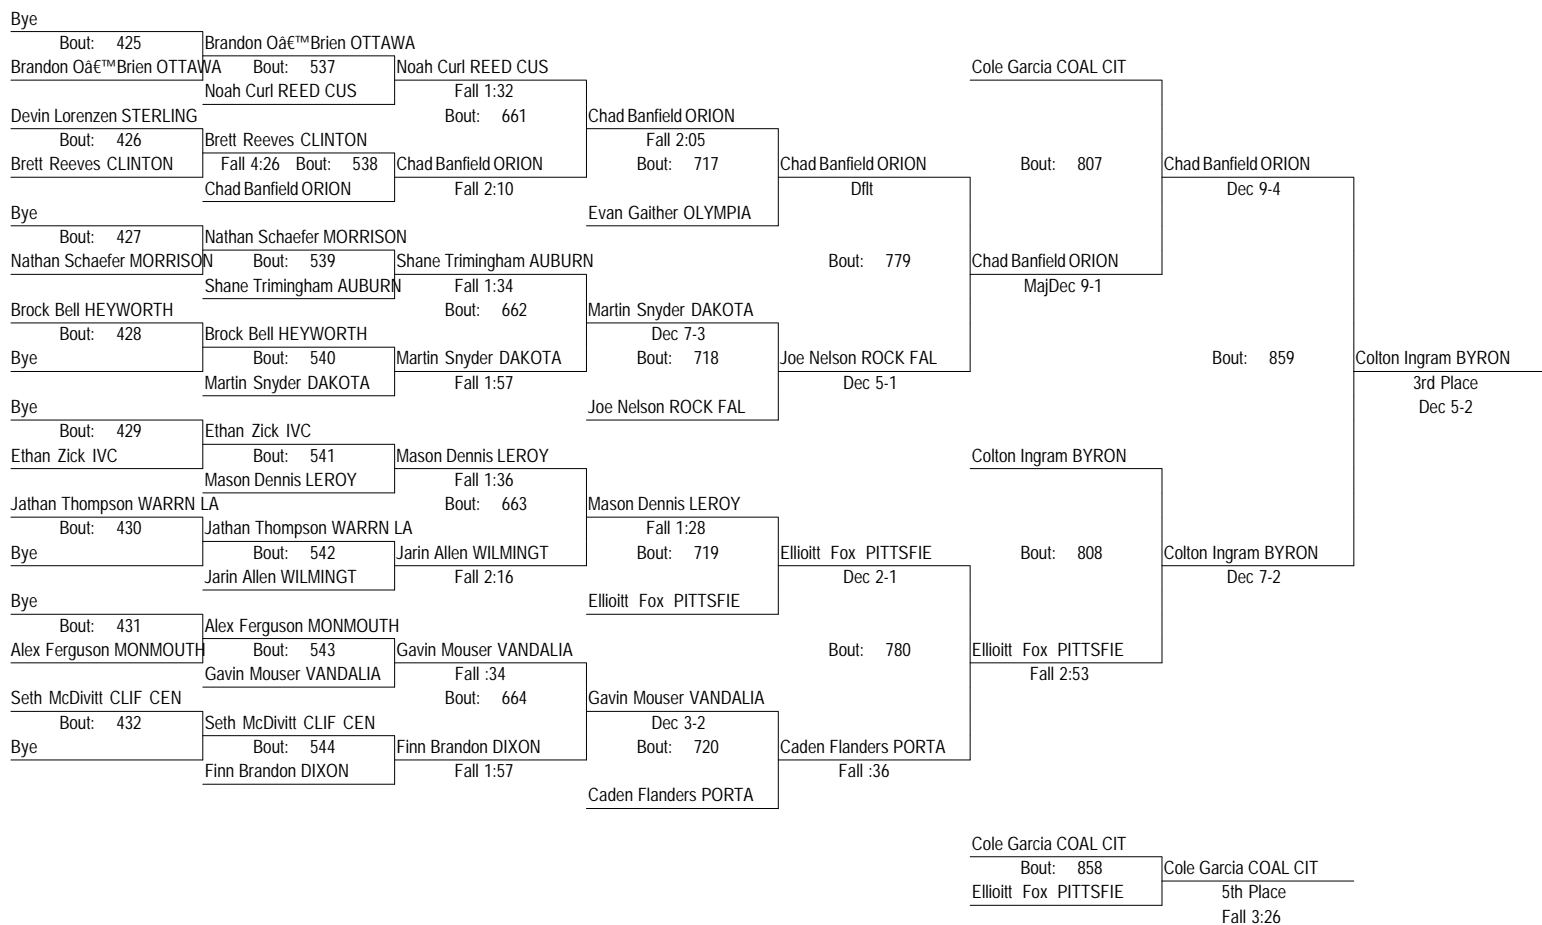 Bye
Bout: 425 Brandon Oâ€™Brien OTTAWA
Brandon Oâ€™Brien OTTAWA Bout: 537 Noah Curl REED CUS Cole Garcia COAL CIT
Noah Curl REED CUS Fall 1:32
Devin Lorenzen STERLING Bout: 661 Chad Banfield ORION
Bout: 426 Brett Reeves CLINTON Fall 2:05
Brett Reeves CLINTON Fall 4:26 Bout: 538 Chad Banfield ORION Bout: 717 Chad Banfield ORION Bout: 807 Chad Banfield ORION
Chad Banfield ORION Fall 2:10 Dflt Dec 9-4
Bye Evan Gaither OLYMPIA
Bout: 427 Nathan Schaefer MORRISON
Nathan Schaefer MORRISON Bout: 539 Shane Trimingham AUBURN Bout: 779 Chad Banfield ORION
Shane Trimingham AUBURN Fall 1:34 MajDec 9-1
Brock Bell HEYWORTH Bout: 662 Martin Snyder DAKOTA
Bout: 428 Brock Bell HEYWORTH Dec 7-3
Bye Bout: 540 Martin Snyder DAKOTA Bout: 718 Joe Nelson ROCK FAL Bout: 859 Colton Ingram BYRON
Martin Snyder DAKOTA Fall 1:57 Dec 5-1 3rd Place
Bye Joe Nelson ROCK FAL Dec 5-2
Bout: 429 Ethan Zick IVC
Ethan Zick IVC Bout: 541 Mason Dennis LEROY Colton Ingram BYRON
Mason Dennis LEROY Fall 1:36
Jathan Thompson WARRN LA Bout: 663 Mason Dennis LEROY
Bout: 430 Jathan Thompson WARRN LA Fall 1:28
Bye Bout: 542 Jarin Allen WILMINGT Bout: 719 Ellioitt Fox PITTSFIE Bout: 808 Colton Ingram BYRON
Jarin Allen WILMINGT Fall 2:16 Dec 2-1 Dec 7-2
Bye Ellioitt Fox PITTSFIE
Bout: 431 Alex Ferguson MONMOUTH
Alex Ferguson MONMOUTH Bout: 543 Gavin Mouser VANDALIA Bout: 780 Ellioitt Fox PITTSFIE
Gavin Mouser VANDALIA Fall :34 Fall 2:53
Seth McDivitt CLIF CEN Bout: 664 Gavin Mouser VANDALIA
Bout: 432 Seth McDivitt CLIF CEN Dec 3-2
Bye Bout: 544 Finn Brandon DIXON Bout: 720 Caden Flanders PORTA
Finn Brandon DIXON Fall 1:57 Fall :36
Caden Flanders PORTA
Cole Garcia COAL CIT
Bout: 858 Cole Garcia COAL CIT
Ellioitt Fox PITTSFIE 5th Place
Fall 3:26